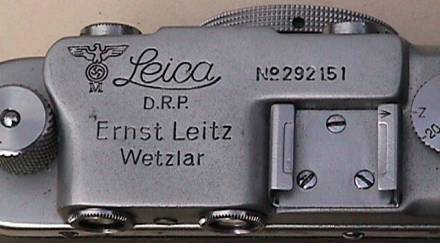 Leica
No292151
M
D.R.P.
Ernst Leitz
Wetzlar
Z
-20